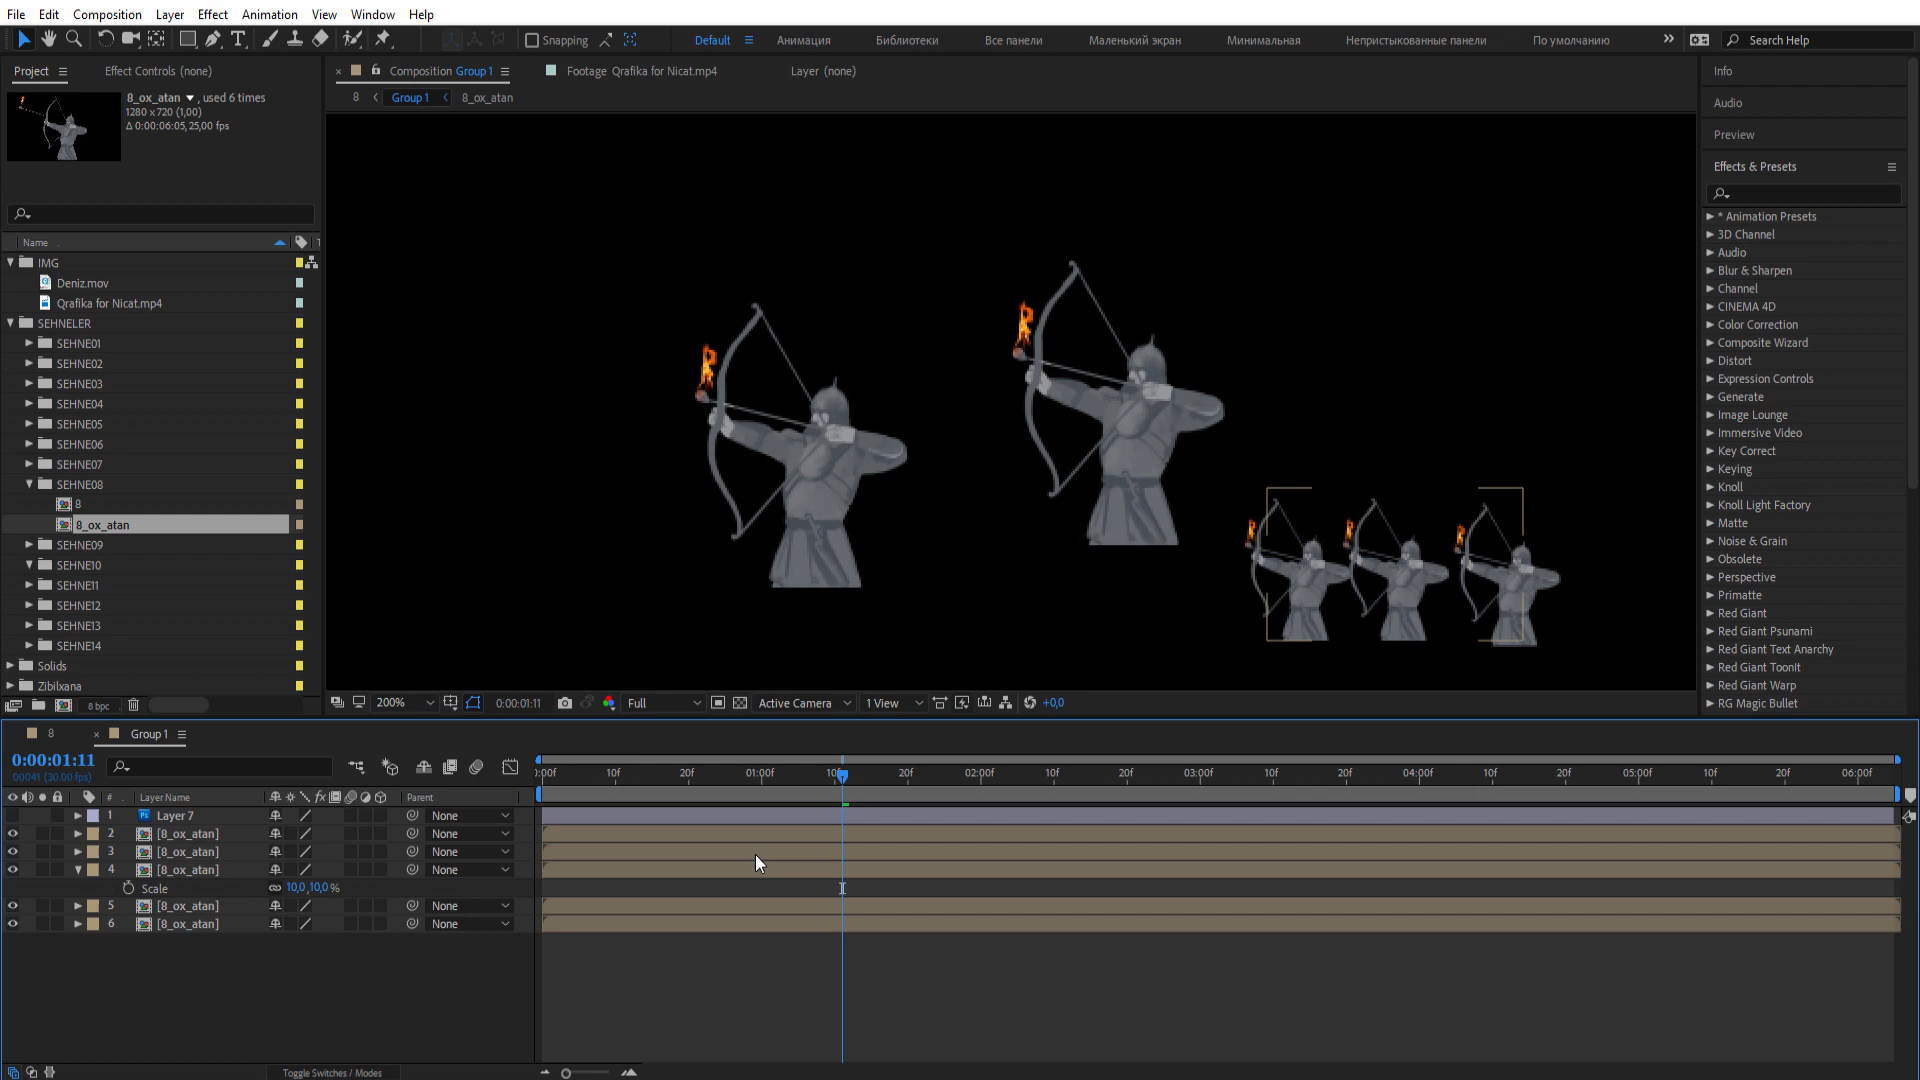 File Edit Composition Layer Effect Animation View Window Help
Snapping Default Анимация Библиотеки Все панели Маленький экран Минимальная Непристыкованные панели По умолчанию Search Help
Project Effect Controls (none) Composition Group 1 Footage Qrafika for Nicat.mp4 Layer (none) Info
8_ox_atan , used 6 times
1280 x 720 (1,00)
Δ 0:00:06:05, 25,00 fps
8 Group 1 8_ox_atan
Audio
Preview
Effects & Presets
Name
IMG
Deniz.mov
Qrafika for Nicat.mp4
SEHNELER
SEHNE01
SEHNE02
SEHNE03
SEHNE04
SEHNE05
SEHNE06
SEHNE07
SEHNE08
8
8_ox_atan
SEHNE09
SEHNE10
SEHNE11
SEHNE12
SEHNE13
SEHNE14
Solids
Zibilxana
8 bpc
* Animation Presets
3D Channel
Audio
Blur & Sharpen
Channel
CINEMA 4D
Color Correction
Composite Wizard
Distort
Expression Controls
Generate
Image Lounge
Immersive Video
Key Correct
Keying
Knoll
Knoll Light Factory
Matte
Noise & Grain
Obsolete
Perspective
Primatte
Red Giant
Red Giant Psunami
Red Giant Text Anarchy
Red Giant ToonIt
Red Giant Warp
RG Magic Bullet
200% 0:00:01:11 Full Active Camera 1 View +0,0
8 Group 1
0:00:01:11
00041 (30.00 fps)
:00f 10f 20f 01:00f 10f 20f 02:00f 10f 20f 03:00f 10f 20f 04:00f 10f 20f 05:00f 10f 20f 06:00f
# Layer Name fx Parent
1 Ps Layer 7 None
2 [8_ox_atan] None
3 [8_ox_atan] None
4 [8_ox_atan] None
Scale 10,0,10,0%
5 [8_ox_atan] None
6 [8_ox_atan] None
Toggle Switches / Modes